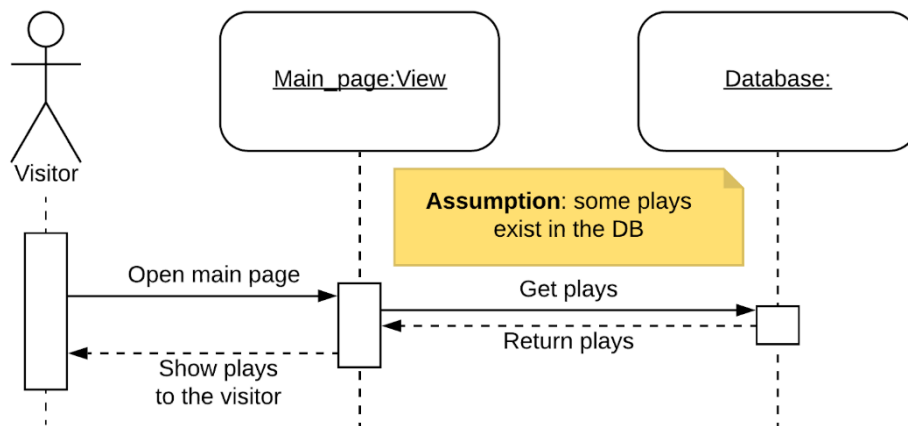 Main_page:View
Database:
Visitor
Assumption: some plays
exist in the DB
Open main page
Get plays
Return plays
Show plays
to the visitor